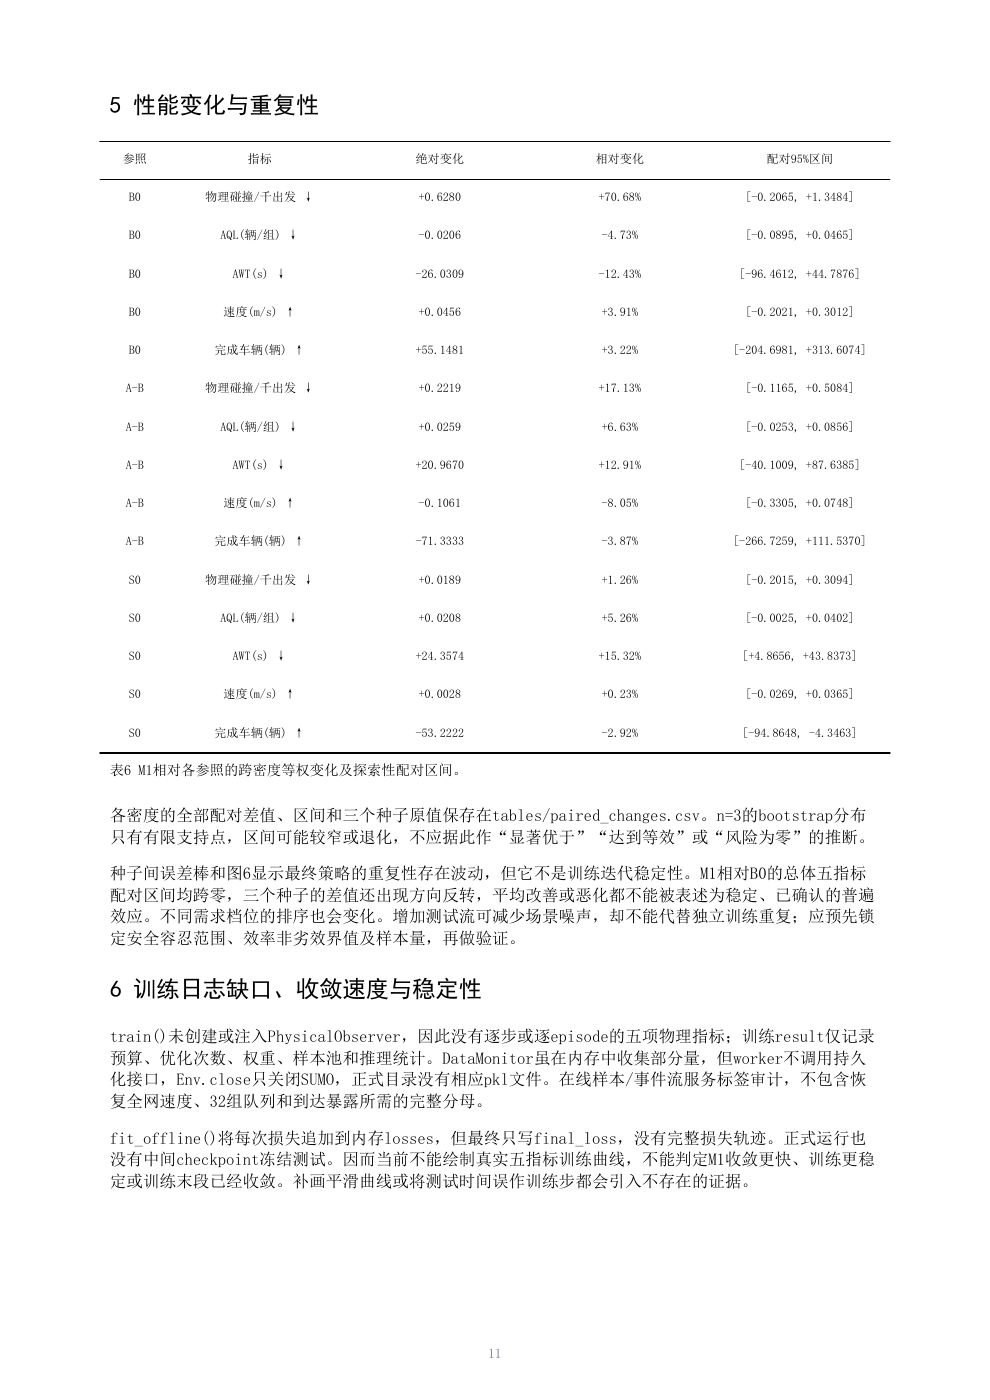 5 性能变化与重复性
参照 指标 绝对变化 相对变化 配对95%区间
B0 物理碰撞/千出发 ↓ +0.6280 +70.68% [-0.2065, +1.3484]
B0 AQL(辆/组) ↓ -0.0206 -4.73% [-0.0895, +0.0465]
B0 AWT(s) ↓ -26.0309 -12.43% [-96.4612, +44.7876]
B0 速度(m/s) ↑ +0.0456 +3.91% [-0.2021, +0.3012]
B0 完成车辆(辆) ↑ +55.1481 +3.22% [-204.6981, +313.6074]
A-B 物理碰撞/千出发 ↓ +0.2219 +17.13% [-0.1165, +0.5084]
A-B AQL(辆/组) ↓ +0.0259 +6.63% [-0.0253, +0.0856]
A-B AWT(s) ↓ +20.9670 +12.91% [-40.1009, +87.6385]
A-B 速度(m/s) ↑ -0.1061 -8.05% [-0.3305, +0.0748]
A-B 完成车辆(辆) ↑ -71.3333 -3.87% [-266.7259, +111.5370]
S0 物理碰撞/千出发 ↓ +0.0189 +1.26% [-0.2015, +0.3094]
S0 AQL(辆/组) ↓ +0.0208 +5.26% [-0.0025, +0.0402]
S0 AWT(s) ↓ +24.3574 +15.32% [+4.8656, +43.8373]
S0 速度(m/s) ↑ +0.0028 +0.23% [-0.0269, +0.0365]
S0 完成车辆(辆) ↑ -53.2222 -2.92% [-94.8648, -4.3463]
表6 M1相对各参照的跨密度等权变化及探索性配对区间。
各密度的全部配对差值、区间和三个种子原值保存在tables/paired_changes.csv。n=3的bootstrap分布
只有有限支持点，区间可能较窄或退化，不应据此作“显著优于”“达到等效”或“风险为零”的推断。
种子间误差棒和图6显示最终策略的重复性存在波动，但它不是训练迭代稳定性。M1相对B0的总体五指标
配对区间均跨零，三个种子的差值还出现方向反转，平均改善或恶化都不能被表述为稳定、已确认的普遍
效应。不同需求档位的排序也会变化。增加测试流可减少场景噪声，却不能代替独立训练重复；应预先锁
定安全容忍范围、效率非劣效界值及样本量，再做验证。
6 训练日志缺口、收敛速度与稳定性
train()未创建或注入PhysicalObserver，因此没有逐步或逐episode的五项物理指标；训练result仅记录
预算、优化次数、权重、样本池和推理统计。DataMonitor虽在内存中收集部分量，但worker不调用持久
化接口，Env.close只关闭SUMO，正式目录没有相应pkl文件。在线样本/事件流服务标签审计，不包含恢
复全网速度、32组队列和到达暴露所需的完整分母。
fit_offline()将每次损失追加到内存losses，但最终只写final_loss，没有完整损失轨迹。正式运行也
没有中间checkpoint冻结测试。因而当前不能绘制真实五指标训练曲线，不能判定M1收敛更快、训练更稳
定或训练末段已经收敛。补画平滑曲线或将测试时间误作训练步都会引入不存在的证据。
11